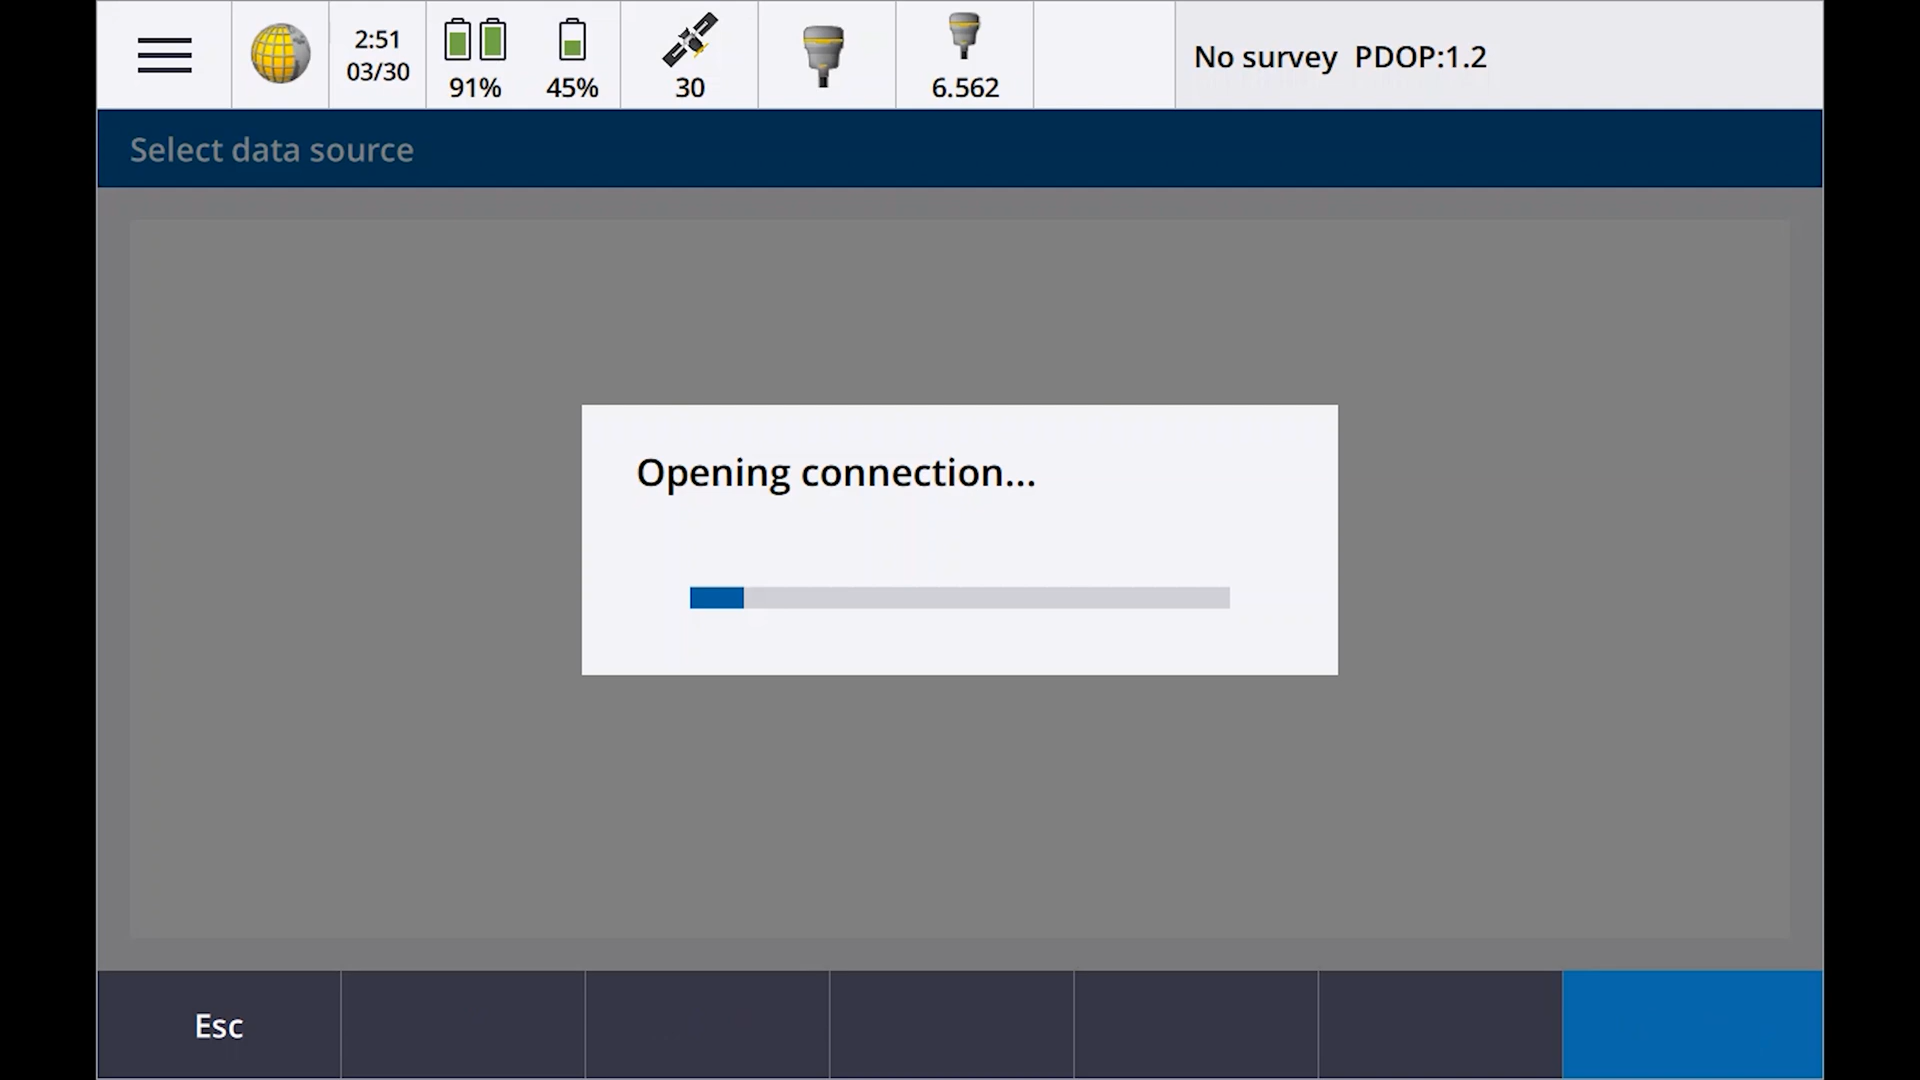 2:51
03/30
91%
45%
30
6.562
No survey PDOP:1.2
Select data source
Opening connection...
Esc